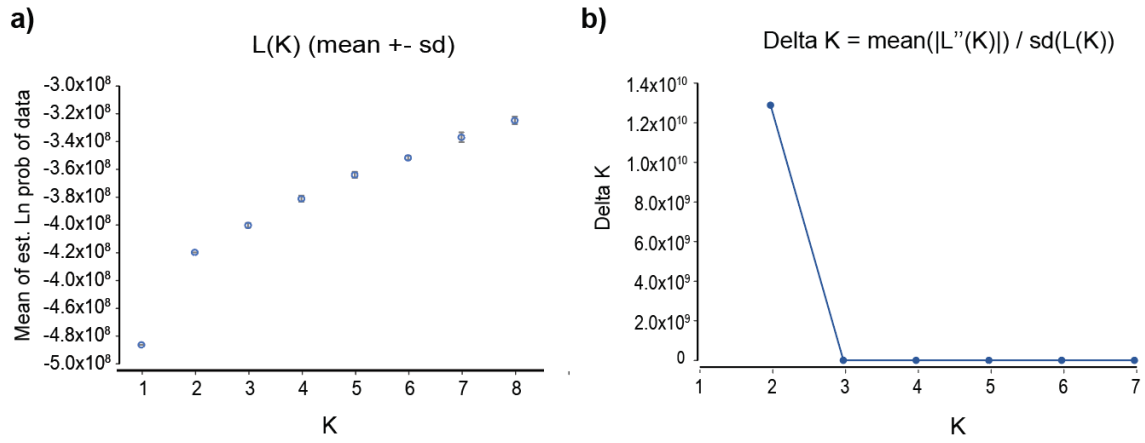 a)
L(K) (mean +- sd)
Mean of est. Ln prob of data
-3.0x10⁸
-3.2x10⁸
-3.4x10⁸
-3.6x10⁸
-3.8x10⁸
-4.0x10⁸
-4.2x10⁸
-4.0x10⁸
-4.6x10⁸
-4.8x10⁸
-5.0x10⁸
1 2 3 4 5 6 7 8
K
b)
Delta K = mean(|L”(K)|) / sd(L(K))
Delta K
1.4x10¹⁰
1.2x10¹⁰
1.0x10¹⁰
8.0x10⁹
6.0x10⁹
4.0x10⁹
2.0x10⁹
0
1 2 3 4 5 6 7
K